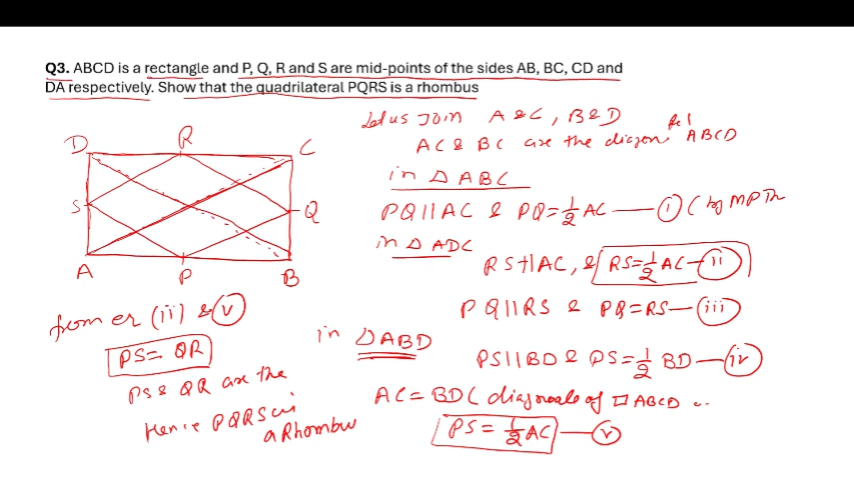 Q3. ABCD is a rectangle and P, Q, R and S are mid-points of the sides AB, BC, CD and
DA respectively. Show that the quadrilateral PQRS is a rhombus
Let us Join A & C, B & D
AC & BC are the diagon ABCD
in △ ABC
PQ || AC & PQ = 1/2 AC — (i) (by MPTh
in △ ADC
RS || AC, & RS = 1/2 AC — (ii)
PQ || RS & PQ = RS — (iii)
in △ABD
PS || BD & PS = 1/2 BD — (iv)
AC = BD ( diagonals of □ ABCD
PS = 1/2 AC — (v)
D R C
S Q
A P B
from er (ii) & (v)
PS = QR
PS & QR are the
Hence PQRS is
a Rhombus